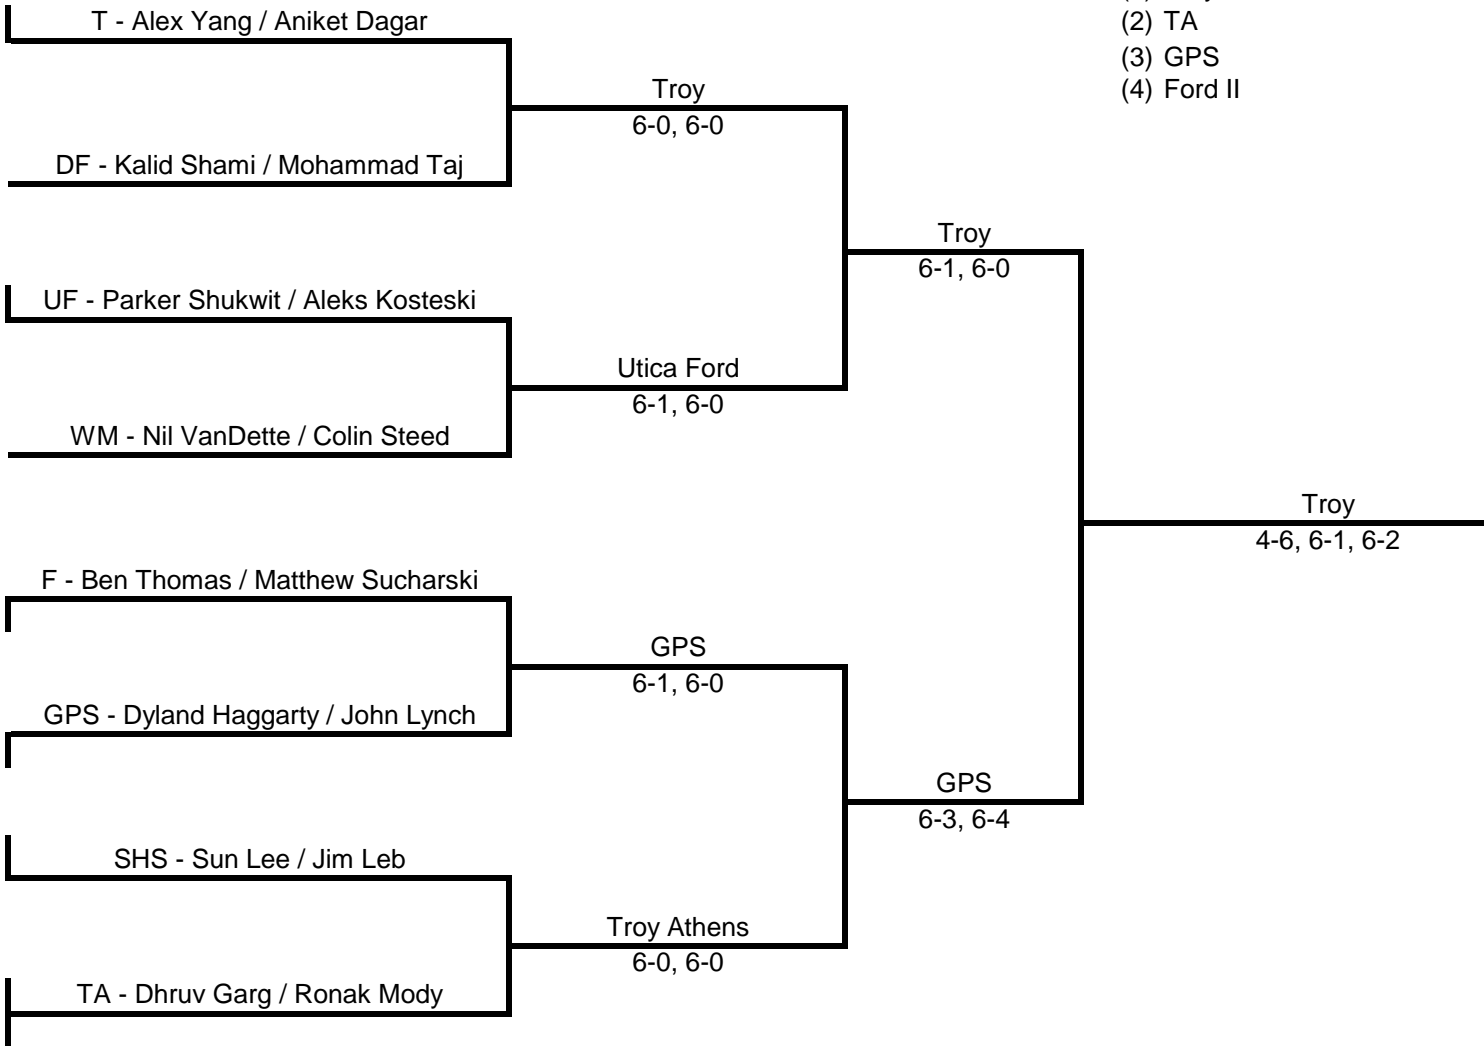 T - Alex Yang / Aniket Dagar
(2) TA
(3) GPS
(4) Ford II
Troy
6-0, 6-0
DF - Kalid Shami / Mohammad Taj
Troy
6-1, 6-0
UF - Parker Shukwit / Aleks Kosteski
Utica Ford
6-1, 6-0
WM - Nil VanDette / Colin Steed
Troy
4-6, 6-1, 6-2
F - Ben Thomas / Matthew Sucharski
GPS
6-1, 6-0
GPS - Dyland Haggarty / John Lynch
GPS
6-3, 6-4
SHS - Sun Lee / Jim Leb
Troy Athens
6-0, 6-0
TA - Dhruv Garg / Ronak Mody